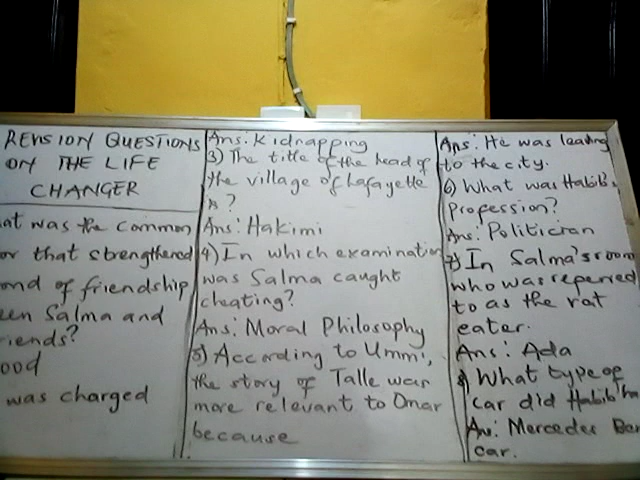 REVISION QUESTIONS
ON THE LIFE
CHANGER
at was the common
or that strengthened
ond of friendship
een Salma and
riends?
ood
was charged
Ans: Kidnapping
3) The title of the head of
the village of Lafayette
is?
Ans: Hakimi
4) In which examination
was Salma caught
cheating?
Ans: Moral Philosophy
5) According to Ummi,
the story of Talle was
more relevant to Omar
because
Ans: He was leaving
to the city.
6) What was Habib's
Profession?
Ans: Politician
7) In Salma's room
who was reperred
to as the rat
eater.
Ans: Ada
8) What type of
car did Habib ha
Ans: Mercedes Ben
car.